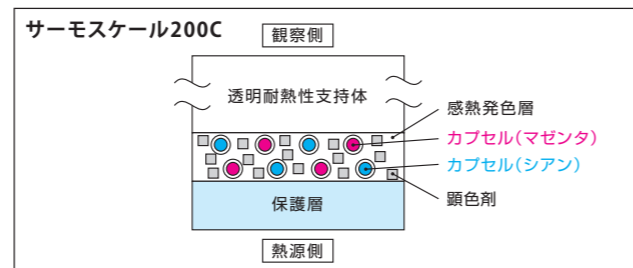 サーモスケール200C
観察側
透明耐熱性支持体
感熱発色層
カプセル(マゼンタ)
カプセル(シアン)
顕色剤
保護層
熱源側